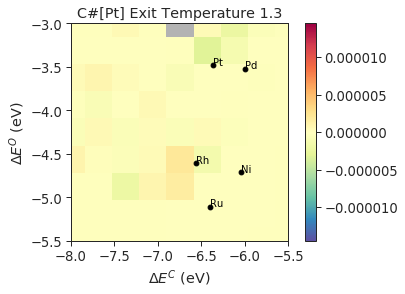 C#[Pt] Exit Temperature 1.3
−3.0
−3.5
−4.0
−4.5
−5.0
−5.5
ΔE^O (eV)
Pt
Pd
Rh
Ni
Ru
−8.0 −7.5 −7.0 −6.5 −6.0 −5.5
ΔE^C (eV)
0.000010
0.000005
0.000000
−0.000005
−0.000010